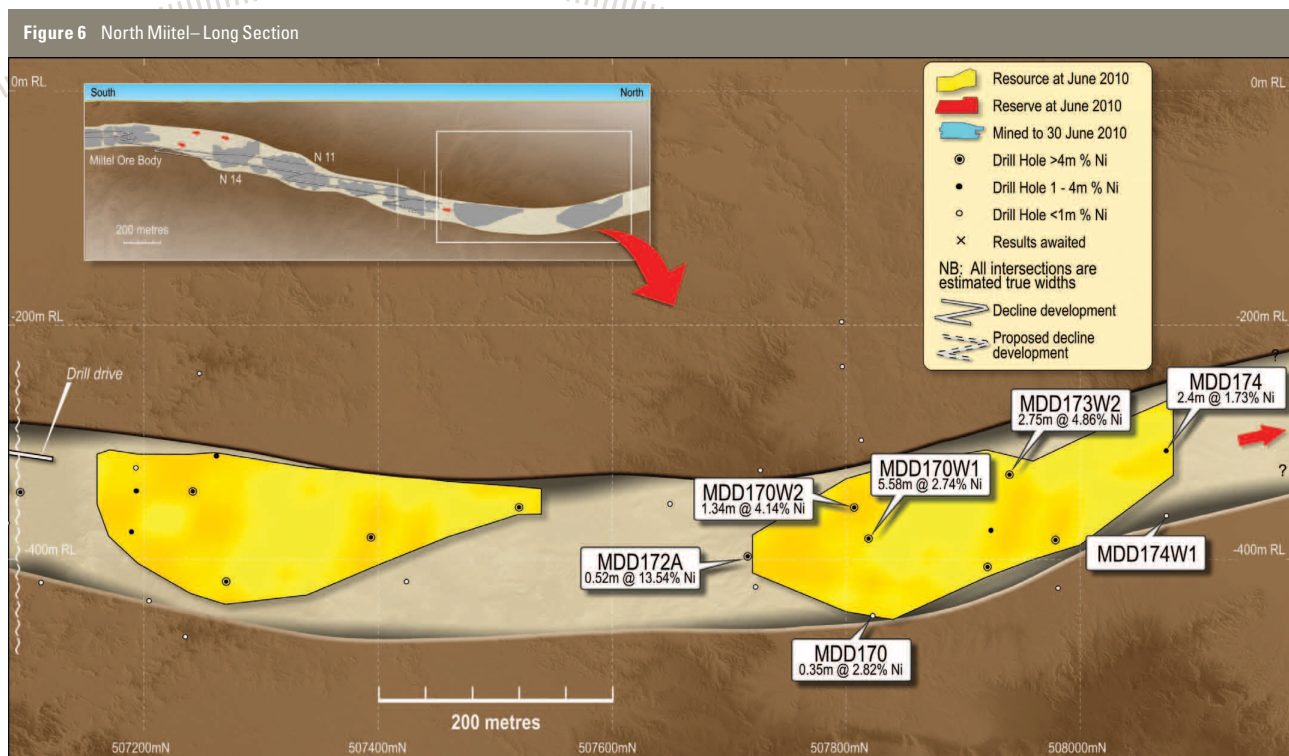 Figure 6 North Miitel– Long Section
0m RL
0m RL
South
North
Miitel Ore Body
N 11
N 14
200 metres
Resource at June 2010
Reserve at June 2010
Mined to 30 June 2010
Drill Hole >4m % Ni
Drill Hole 1 - 4m % Ni
Drill Hole <1m % Ni
Results awaited
NB: All intersections are
estimated true widths
Decline development
Proposed decline
development
-200m RL
-200m RL
Drill drive
?
MDD174
2.4m @ 1.73% Ni
MDD173W2
2.75m @ 4.86% Ni
MDD170W1
5.58m @ 2.74% Ni
MDD170W2
1.34m @ 4.14% Ni
?
MDD172A
0.52m @ 13.54% Ni
-400m RL
-400m RL
MDD174W1
MDD170
0.35m @ 2.82% Ni
200 metres
507200mN
507400mN
507600mN
507800mN
508000mN